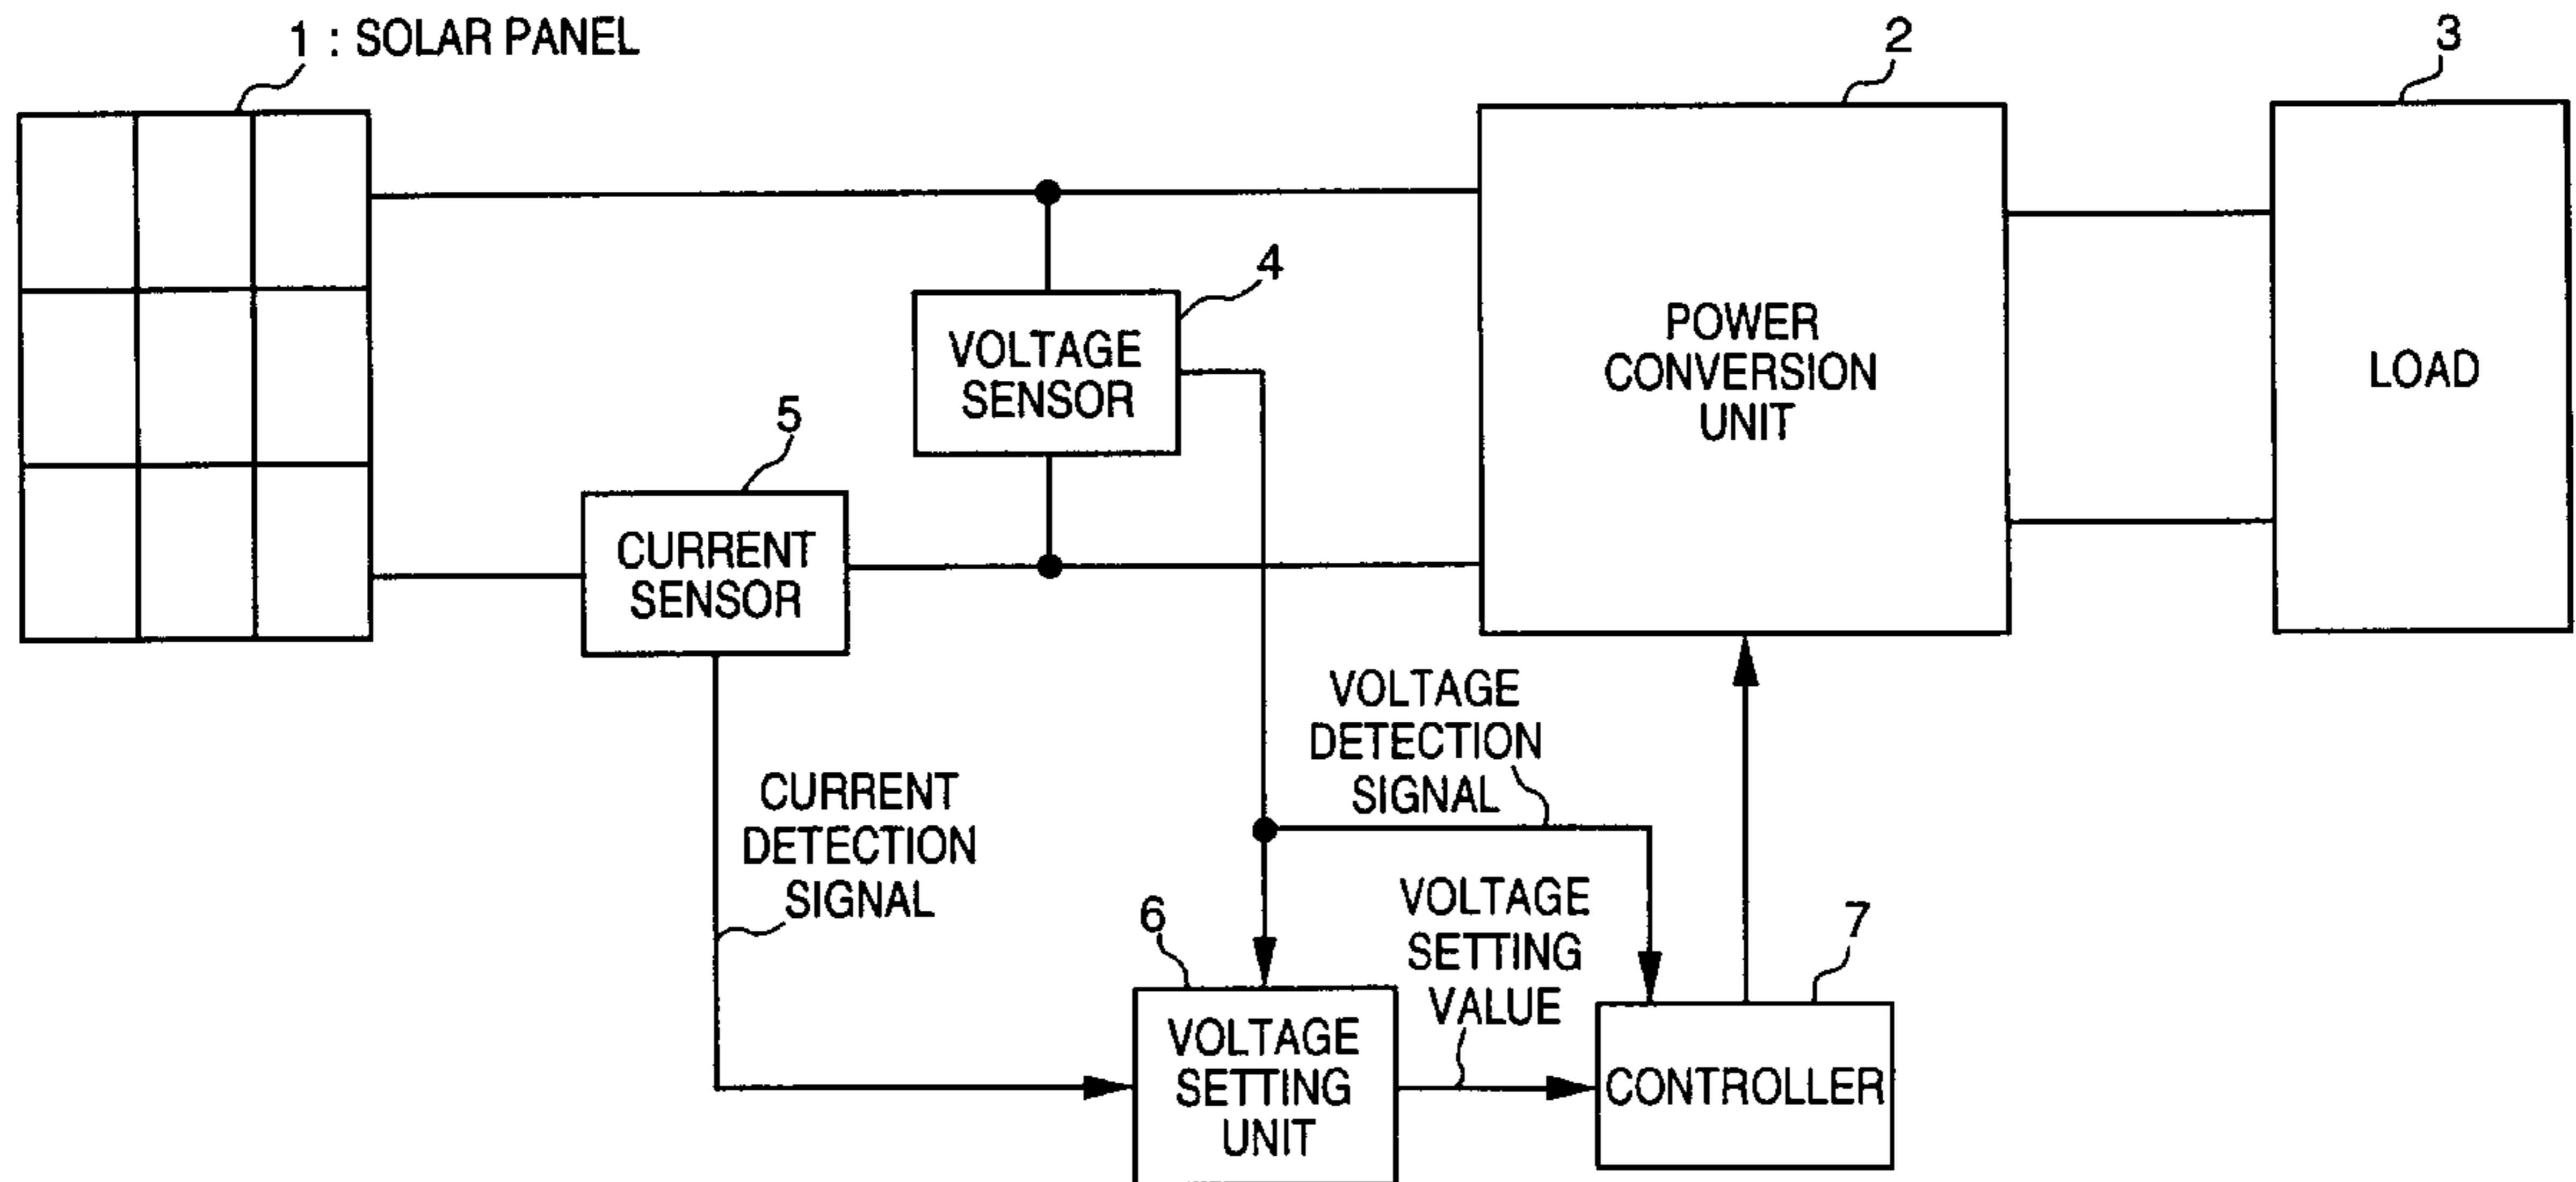 1 : SOLAR PANEL
2
3
4
VOLTAGE
SENSOR
POWER
CONVERSION
UNIT
LOAD
5
CURRENT
SENSOR
VOLTAGE
DETECTION
SIGNAL
CURRENT
DETECTION
SIGNAL
6
VOLTAGE
SETTING
VALUE
7
VOLTAGE
SETTING
UNIT
CONTROLLER